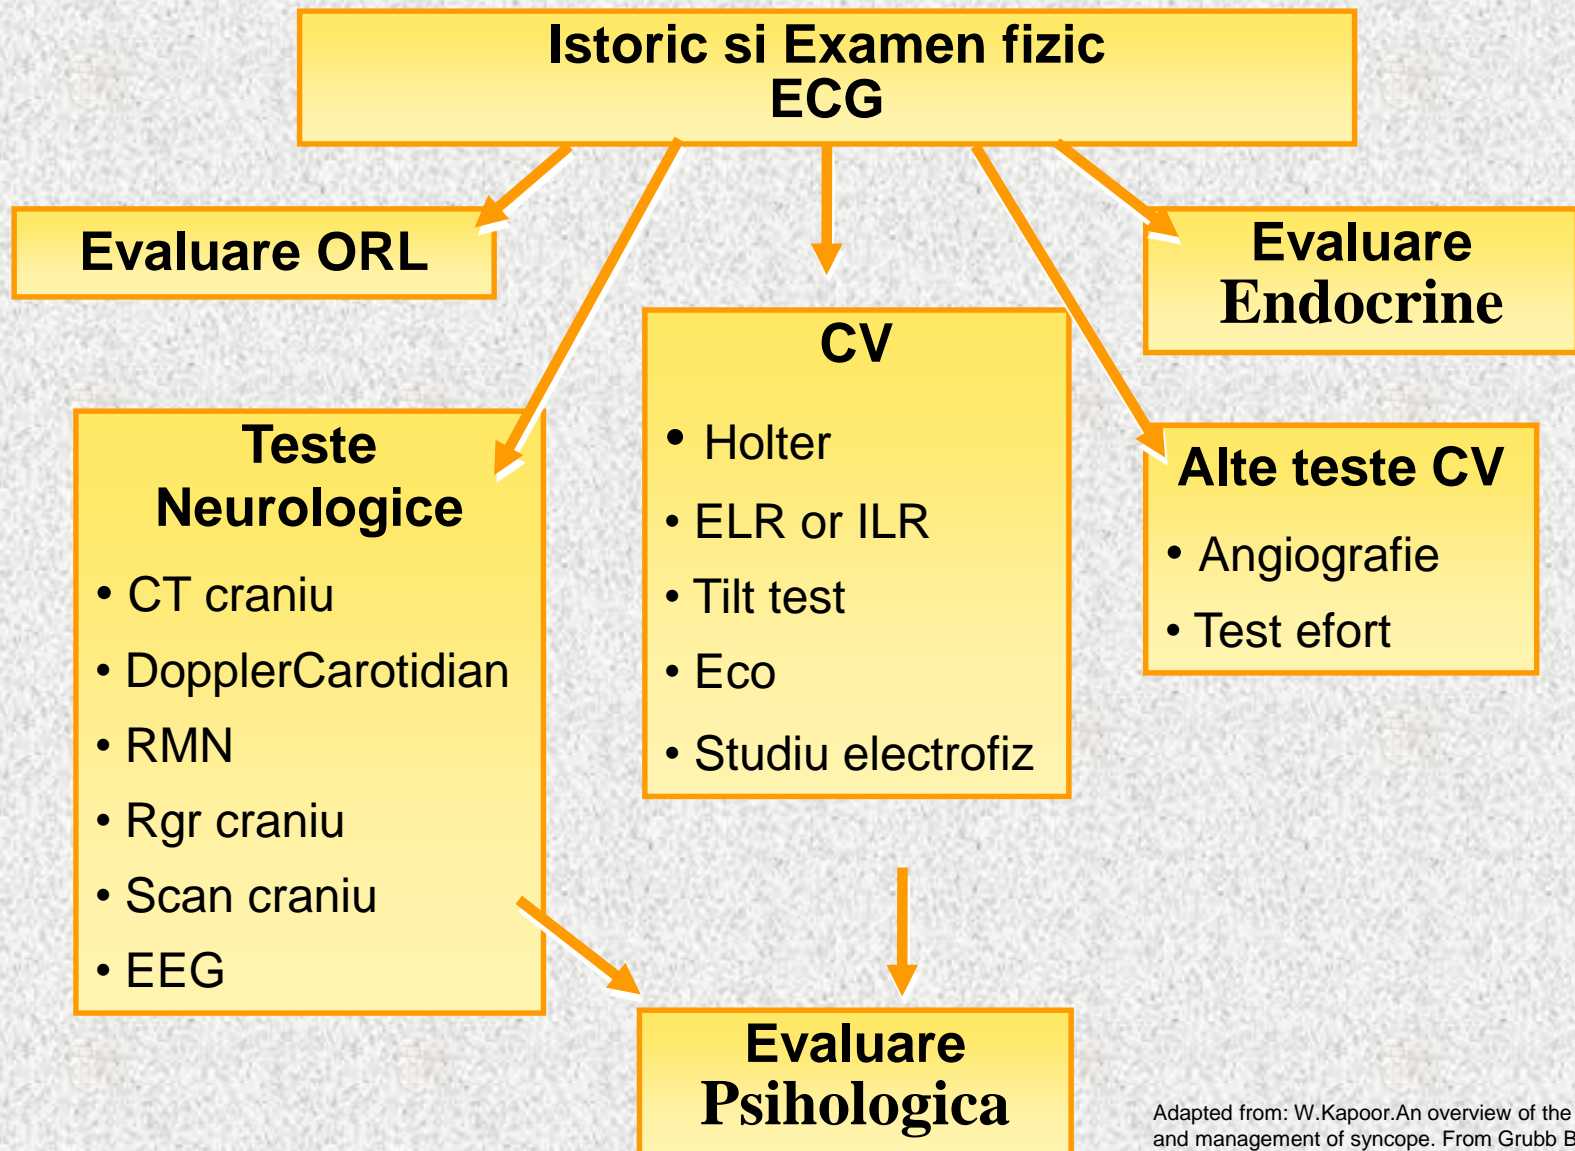 Istoric si Examen fizic
ECG
Evaluare ORL
Evaluare
Endocrine
CV
• Holter
• ELR or ILR
• Tilt test
• Eco
• Studiu electrofiz
Teste
Neurologice
• CT craniu
• DopplerCarotidian
• RMN
• Rgr craniu
• Scan craniu
• EEG
Alte teste CV
• Angiografie
• Test efort
Evaluare
Psihologica
Adapted from: W.Kapoor.An overview of the
and management of syncope. From Grubb B